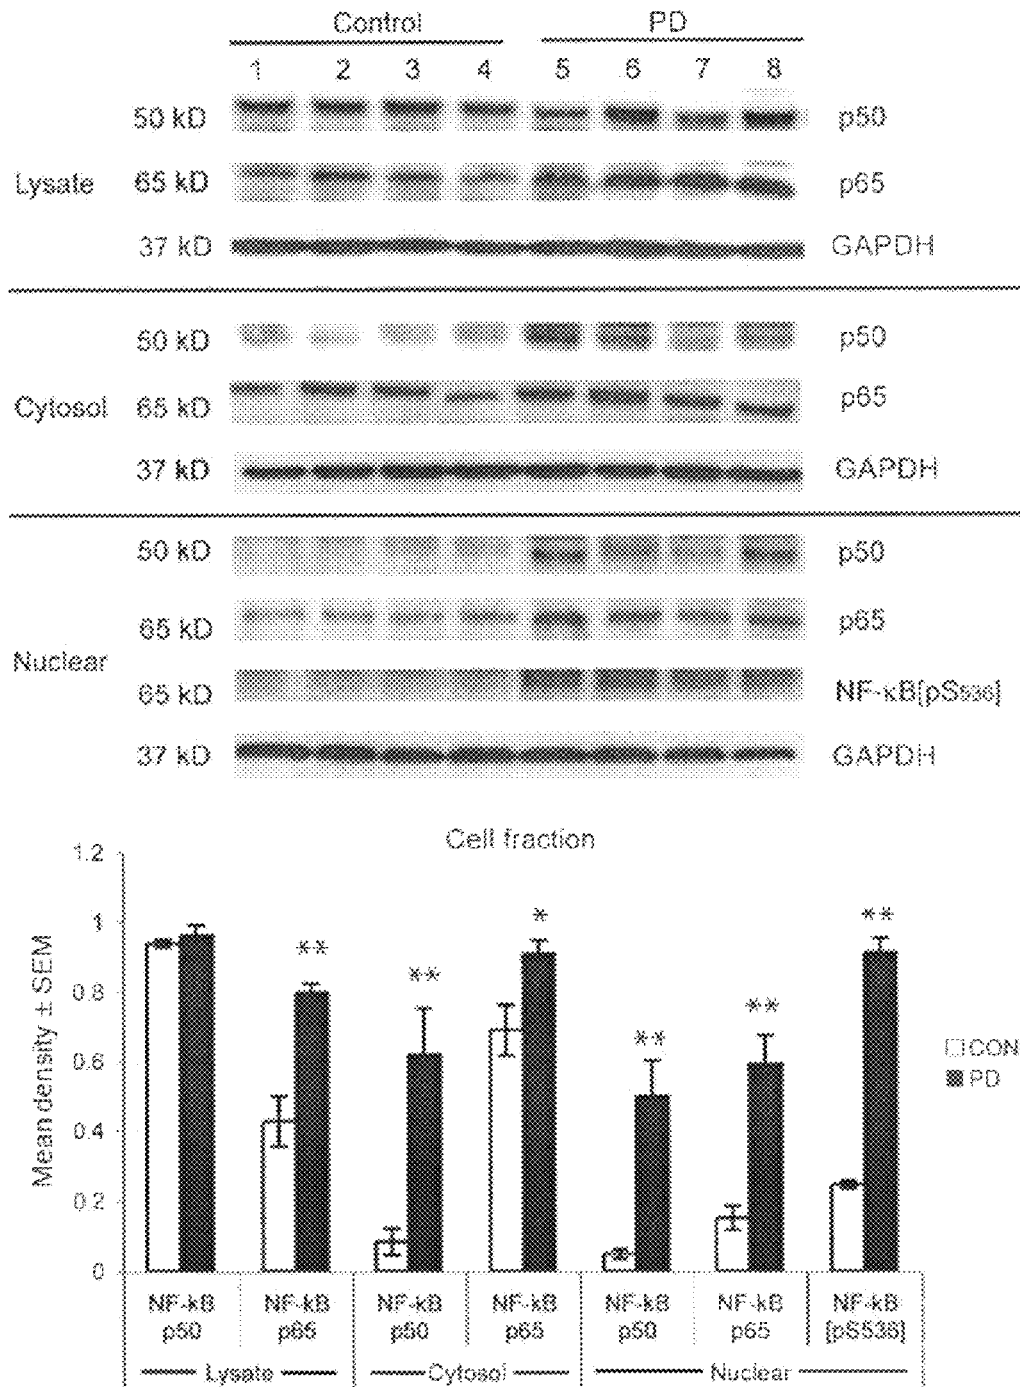 Control PD
1 2 3 4 5 6 7 8
50 kD p50
Lysate 65 kD p65
37 kD GAPDH
50 kD p50
Cytosol 65 kD p65
37 kD GAPDH
50 kD p50
65 kD p65
Nuclear
65 kD NF-κB[pS536]
37 kD GAPDH
Cell fraction
Mean density ± SEM
1.2
1
0.8
0.6
0.4
0.2
0
** ** * ** ** **
CON
PD
NF-kB p50
NF-kB p65
NF-kB p50
NF-kB p65
NF-kB p50
NF-kB p65
NF-kB [pS536]
Lysate Cytosol Nuclear